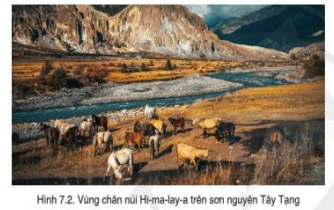 Hình 7.2. Vùng chân núi Hi-ma-lay-a trên sơn nguyên Tây Tạng